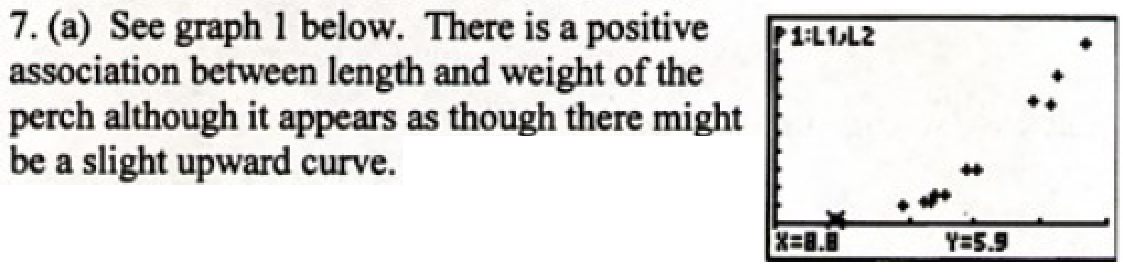 7. (a) See graph 1 below. There is a positive
association between length and weight of the
perch although it appears as though there might
be a slight upward curve.
P1:L1,L2
X=8.8 Y=5.9